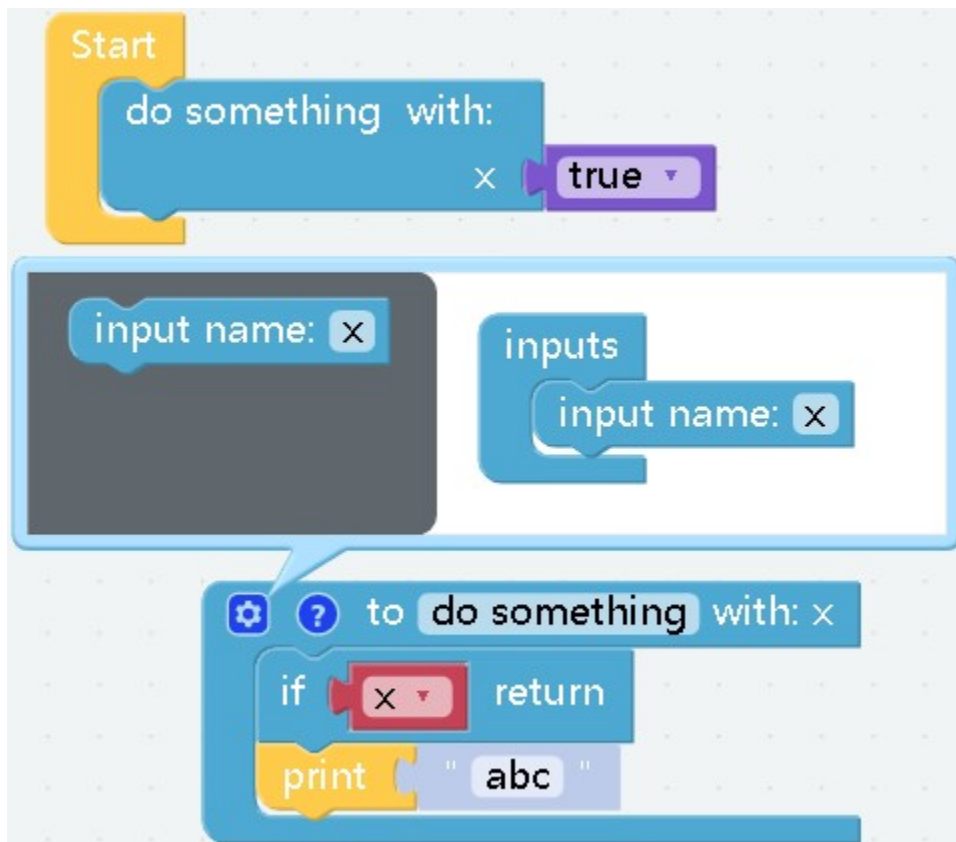 Start
do something with:
x true
input name: x
inputs
input name: x
? to do something with: x
if x return
print " abc "